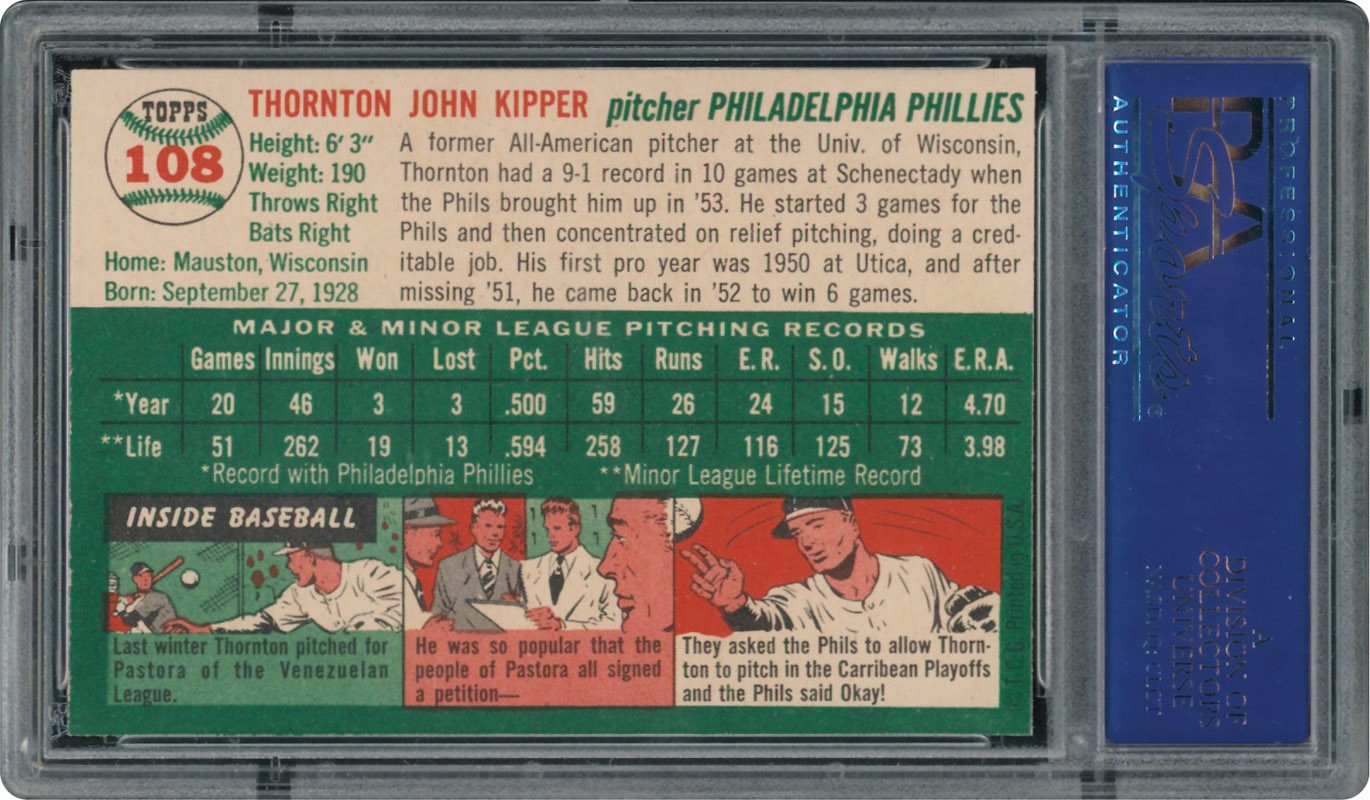 TOPPS
108
THORNTON JOHN KIPPER pitcher PHILADELPHIA PHILLIES
Height: 6' 3"
Weight: 190
Throws Right
Bats Right
Home: Mauston, Wisconsin
Born: September 27, 1928
A former All-American pitcher at the Univ. of Wisconsin,
Thornton had a 9-1 record in 10 games at Schenectady when
the Phils brought him up in '53. He started 3 games for the
Phils and then concentrated on relief pitching, doing a cred-
itable job. His first pro year was 1950 at Utica, and after
missing '51, he came back in '52 to win 6 games.
MAJOR & MINOR LEAGUE PITCHING RECORDS
Games Innings Won Lost Pct. Hits Runs E.R. S.O. Walks E.R.A.
*Year 20 46 3 3 .500 59 26 24 15 12 4.70
**Life 51 262 19 13 .594 258 127 116 125 73 3.98
*Record with Philadelphia Phillies **Minor League Lifetime Record
INSIDE BASEBALL
Last winter Thornton pitched for
Pastora of the Venezuelan
League.
He was so popular that the
people of Pastora all signed
a petition—
They asked the Phils to allow Thorn-
ton to pitch in the Carribean Playoffs
and the Phils said Okay!
© T.C.C. Printed in U.S.A.
PROFESSIONAL
PSA
Sports
AUTHENTICATOR
A
DIVISION OF
COLLECTORS
UNIVERSE
NASDAQ: CLCT